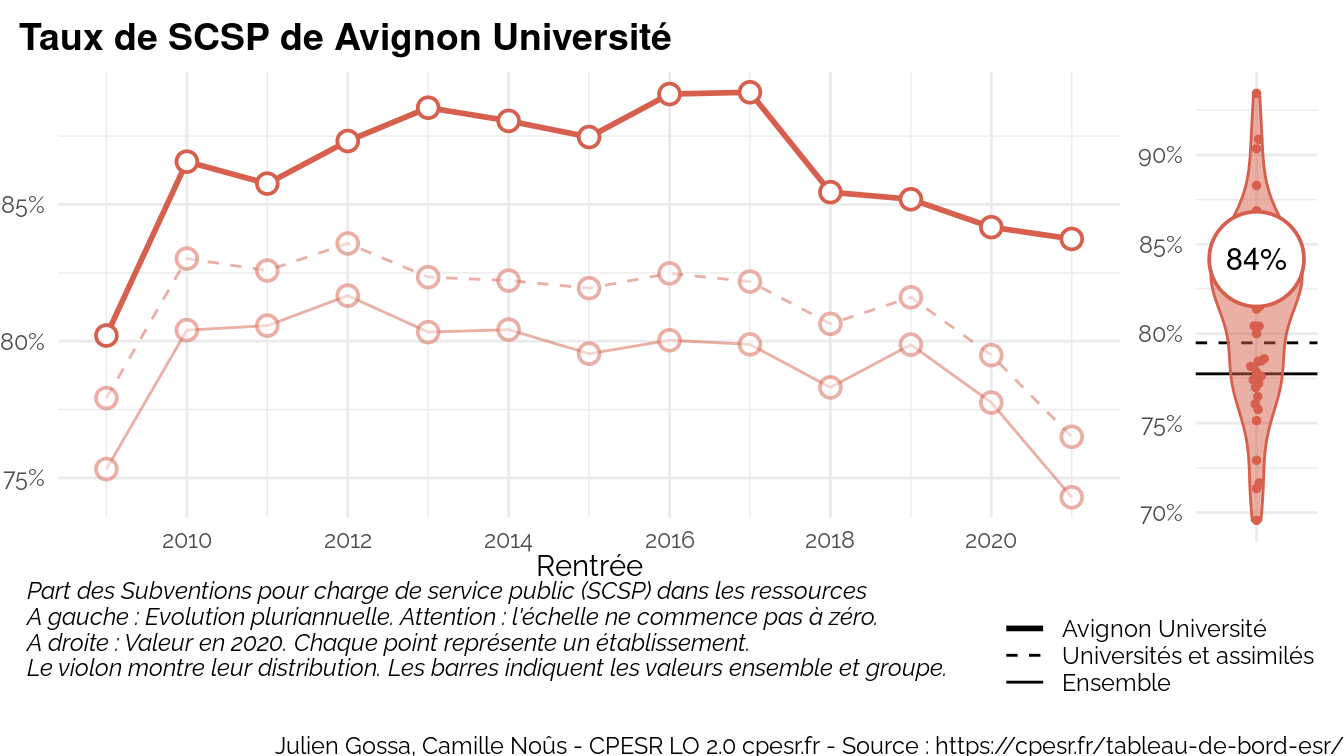 Taux de SCSP de Avignon Université
85%
80%
75%
2010 2012 2014 2016 2018 2020
Rentrée
90%
85%
80%
75%
70%
84%
Part des Subventions pour charge de service public (SCSP) dans les ressources
A gauche : Evolution pluriannuelle. Attention : l'échelle ne commence pas à zéro.
A droite : Valeur en 2020. Chaque point représente un établissement.
Le violon montre leur distribution. Les barres indiquent les valeurs ensemble et groupe.
Avignon Université
Universités et assimilés
Ensemble
Julien Gossa, Camille Noûs - CPESR LO 2.0 cpesr.fr - Source : https://cpesr.fr/tableau-de-bord-esr/